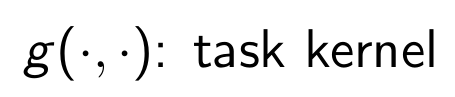 g(·, ·): task kernel